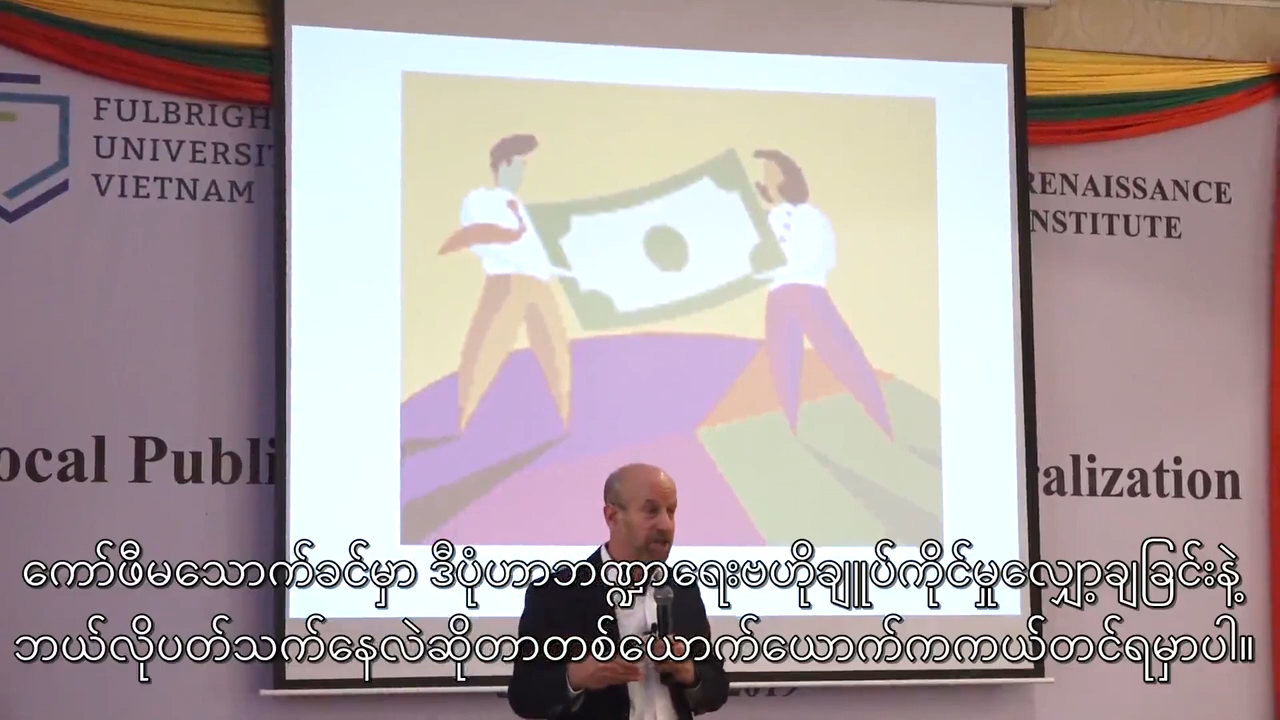 FULBRIGH
UNIVERSIT
VIETNAM
RENAISSANCE
INSTITUTE
ocal Publi
alization
ကော်ဖီမသောက်ခင်မှာ ဒီပုံဟာဘဏ္ဍာရေးဗဟိုချုပ်ကိုင်မှုလျှော့ချခြင်းနဲ့
ဘယ်လိုပတ်သက်နေလဲဆိုတာတစ်ယောက်ယောက်ကကယ်တင်ရမှာပါ။
2019